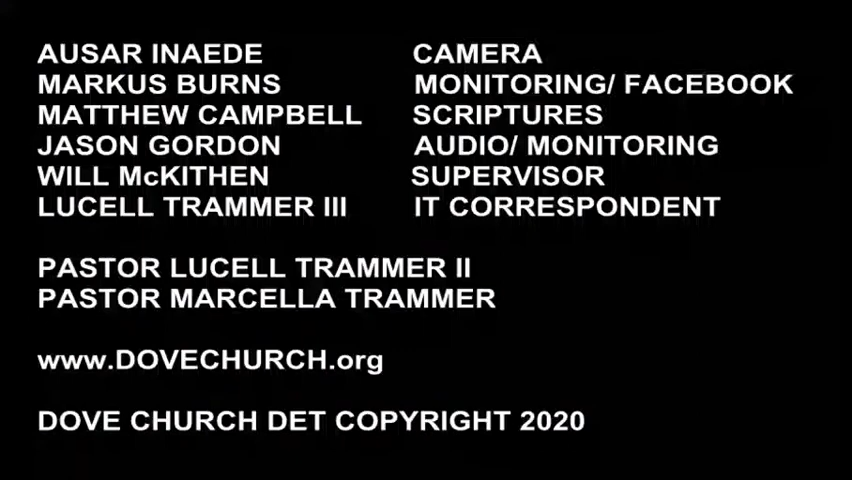 AUSAR INAEDE CAMERA
MARKUS BURNS MONITORING/ FACEBOOK
MATTHEW CAMPBELL SCRIPTURES
JASON GORDON AUDIO/ MONITORING
WILL McKITHEN SUPERVISOR
LUCELL TRAMMER III IT CORRESPONDENT
PASTOR LUCELL TRAMMER II
PASTOR MARCELLA TRAMMER
www.DOVECHURCH.org
DOVE CHURCH DET COPYRIGHT 2020